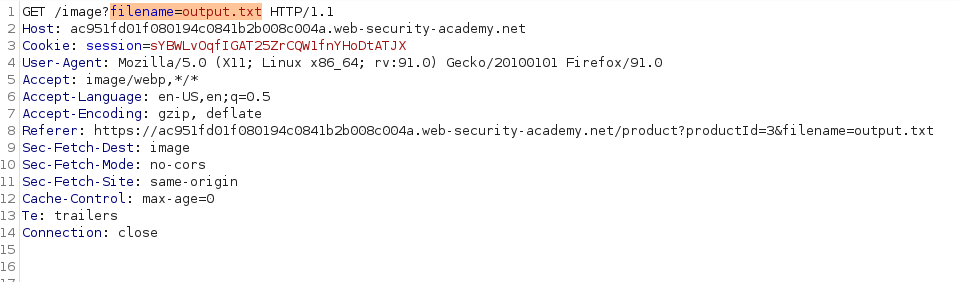 1 GET /image?filename=output.txt HTTP/1.1
2 Host: ac951fd01f080194c0841b2b008c004a.web-security-academy.net
3 Cookie: session=sYBWLvOqfIGAT25ZrCQW1fnYHoDtATJX
4 User-Agent: Mozilla/5.0 (X11; Linux x86_64; rv:91.0) Gecko/20100101 Firefox/91.0
5 Accept: image/webp,*/*
6 Accept-Language: en-US,en;q=0.5
7 Accept-Encoding: gzip, deflate
8 Referer: https://ac951fd01f080194c0841b2b008c004a.web-security-academy.net/product?productId=3&filename=output.txt
9 Sec-Fetch-Dest: image
10 Sec-Fetch-Mode: no-cors
11 Sec-Fetch-Site: same-origin
12 Cache-Control: max-age=0
13 Te: trailers
14 Connection: close
15
16